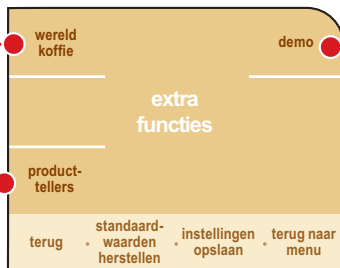 wereld
koffie
demo
extra
functies
product-
tellers
terug
standaard-
waarden
herstellen
instellingen
opslaan
terug naar
menu